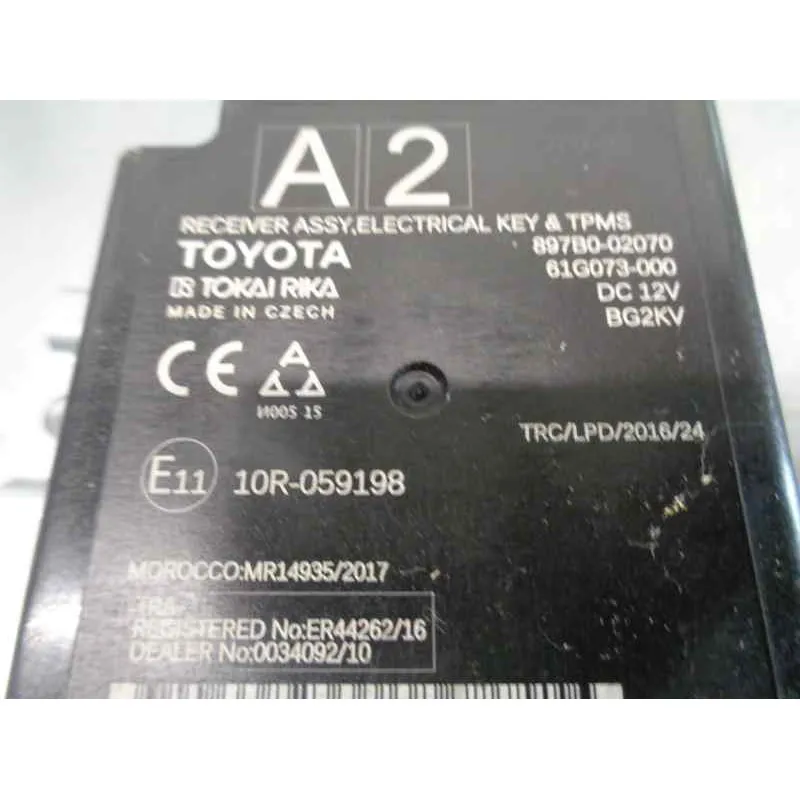 A 2
RECEIVER ASSY,ELECTRICAL KEY & TPMS
TOYOTA 897B0-02070
TOKAI RIKA 61G073-000
MADE IN CZECH DC 12V
BG2KV
CE A
И005 15
TRC/LPD/2016/24
E11 10R-059198
MOROCCO:MR14935/2017
TRA
REGISTERED No:ER44262/16
DEALER No:0034092/10